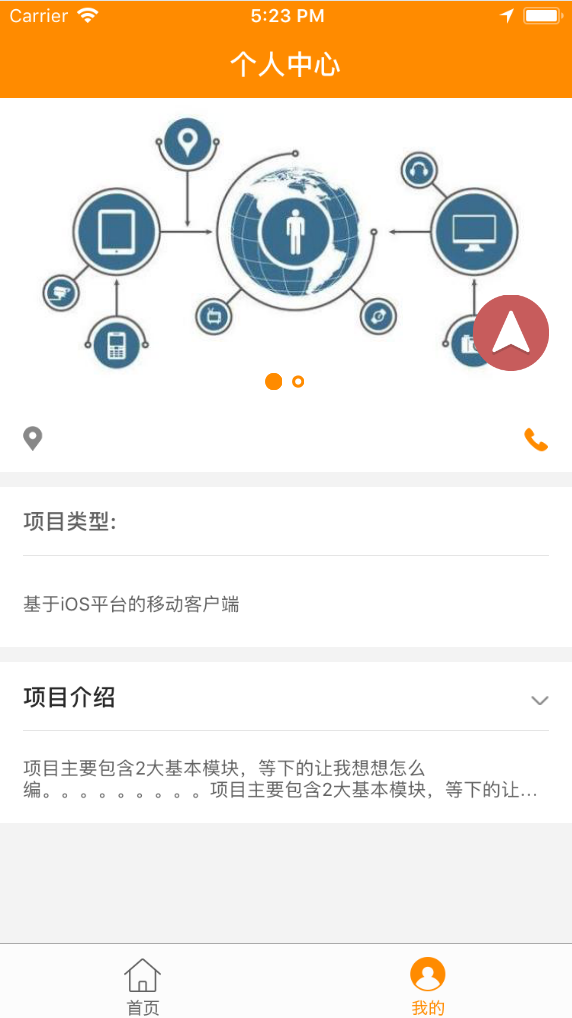 Carrier 5:23 PM
个人中心
项目类型:
基于iOS平台的移动客户端
项目介绍
项目主要包含2大基本模块，等下的让我想想怎么
编。。。。。。。。。项目主要包含2大基本模块，等下的让...
首页
我的